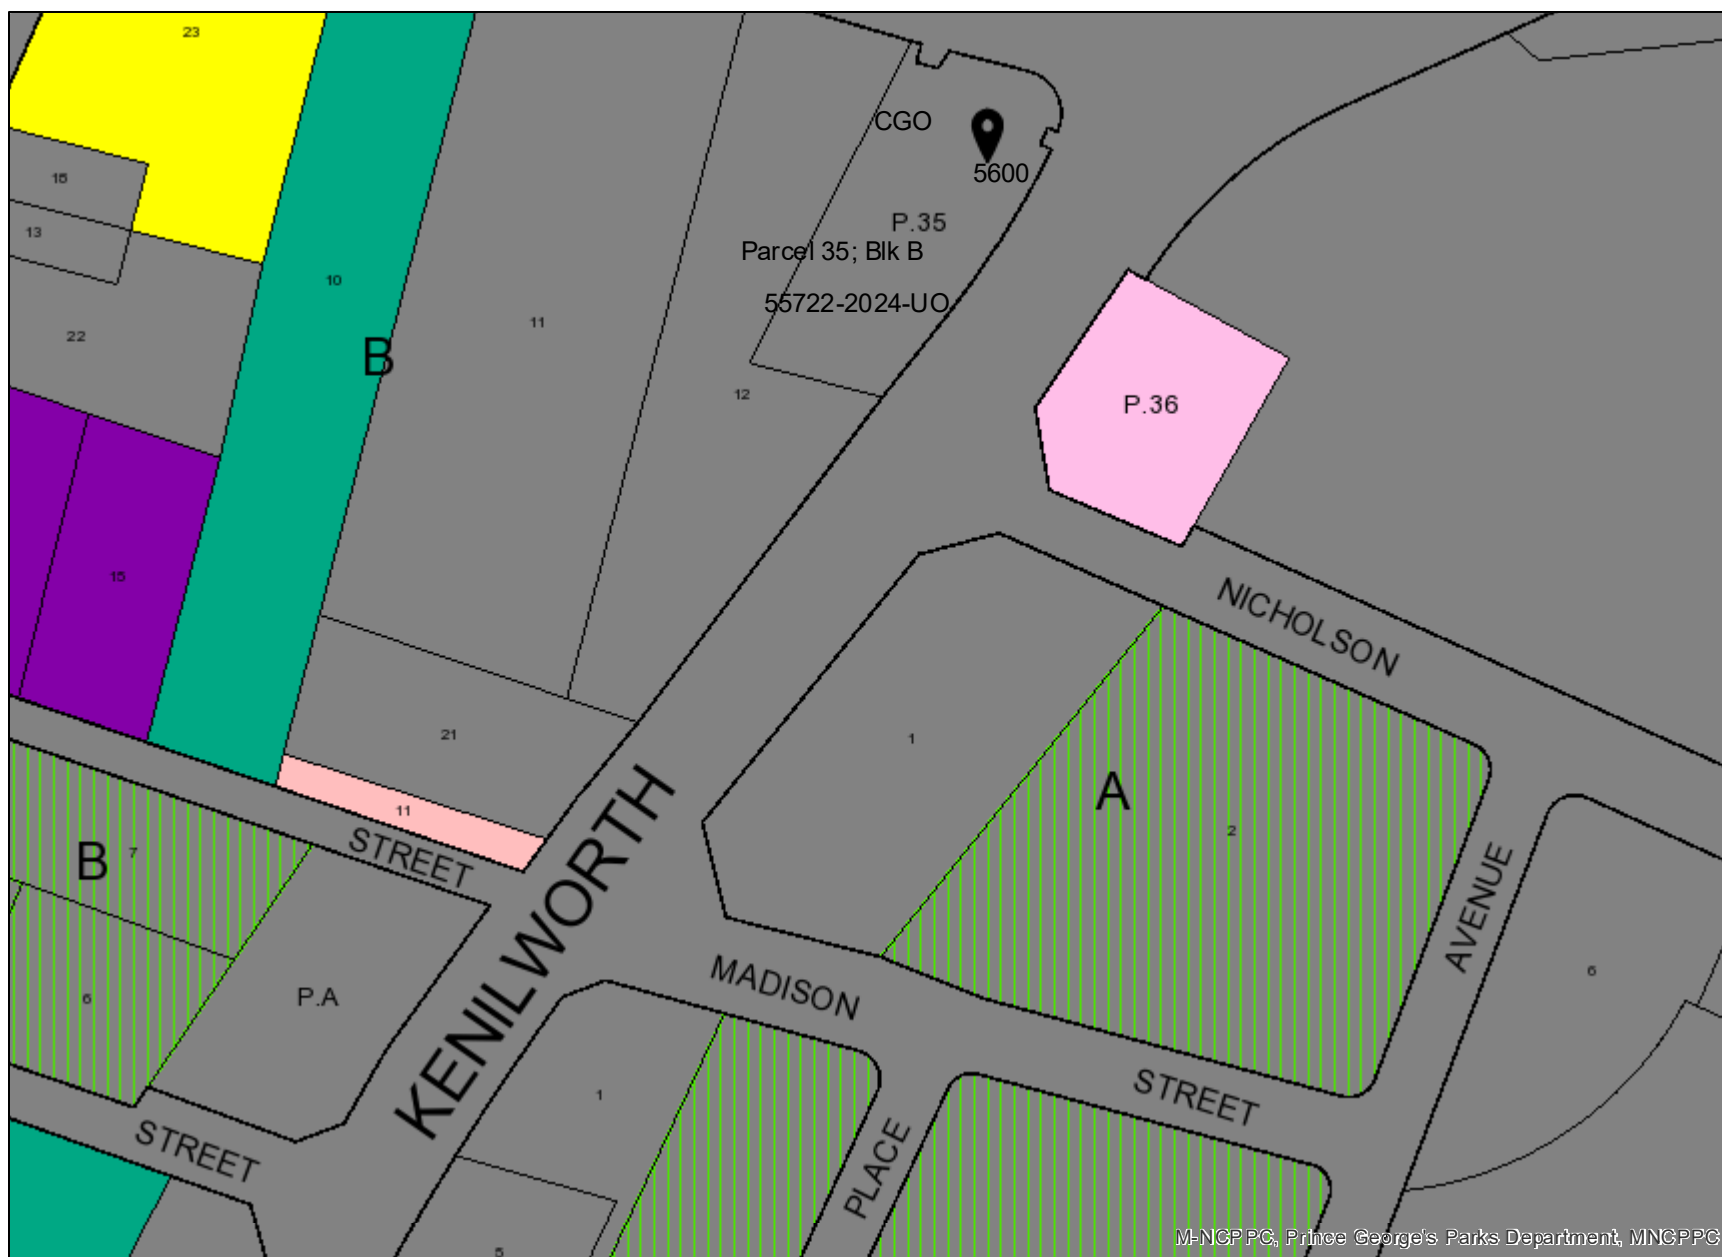 23
CGO
5600
16
P.35
13
Parcel 35; Blk B
10
55722-2024-UO
11
22
B
12
P.36
15
NICHOLSON
21
1
A
11
2
STREET
B
7
KENILWORTH
AVENUE
6
MADISON
6
P.A
1
STREET
STREET
PLACE
M-NCPPC, Prince George's Parks Department, MNCPPC
5